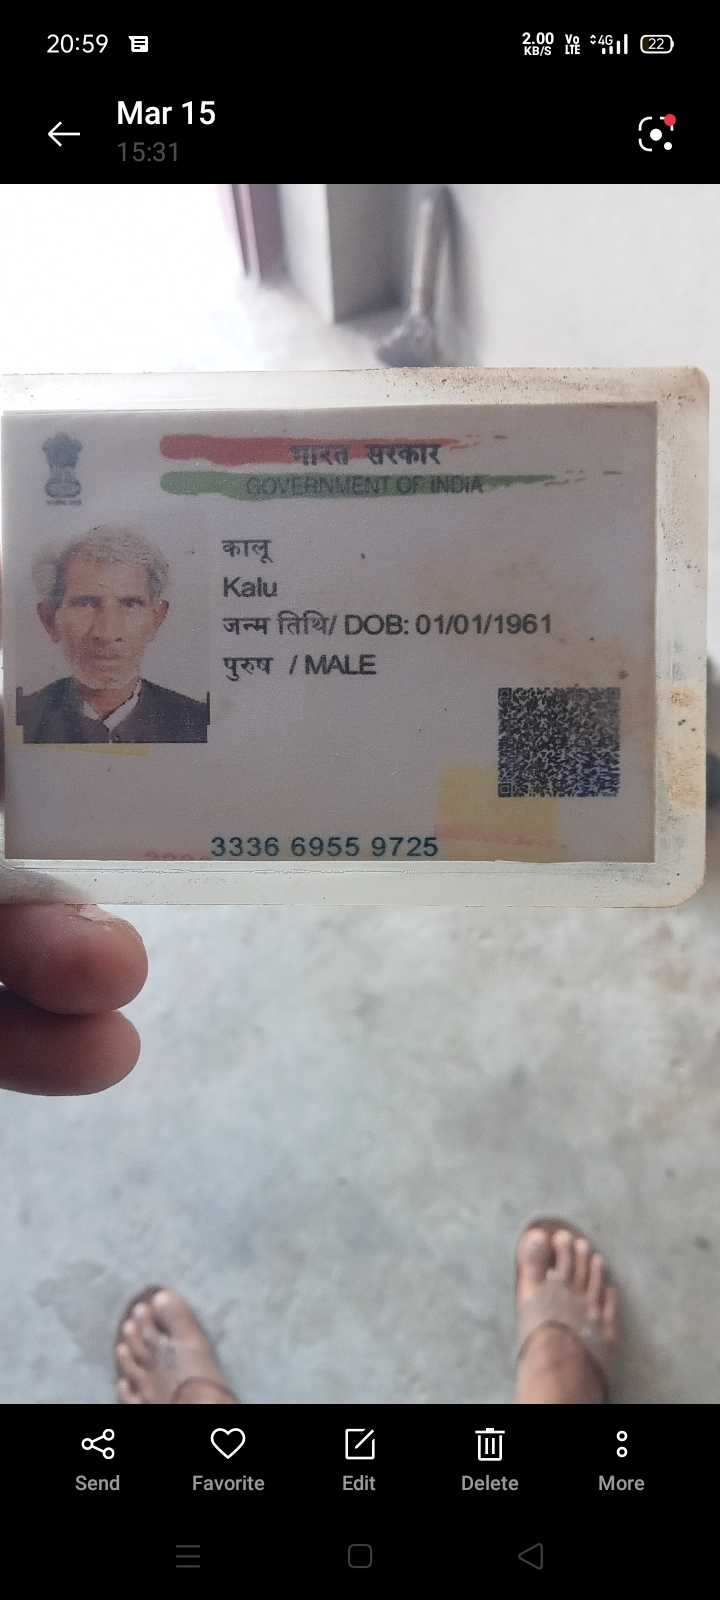 20:59
2.00 KB/S Vo LTE 4G 22
Mar 15
15:31
भारत सरकार
GOVERNMENT OF INDIA
कालू
Kalu
जन्म तिथि/ DOB: 01/01/1961
पुरुष / MALE
3336 6955 9725
Send Favorite Edit Delete More